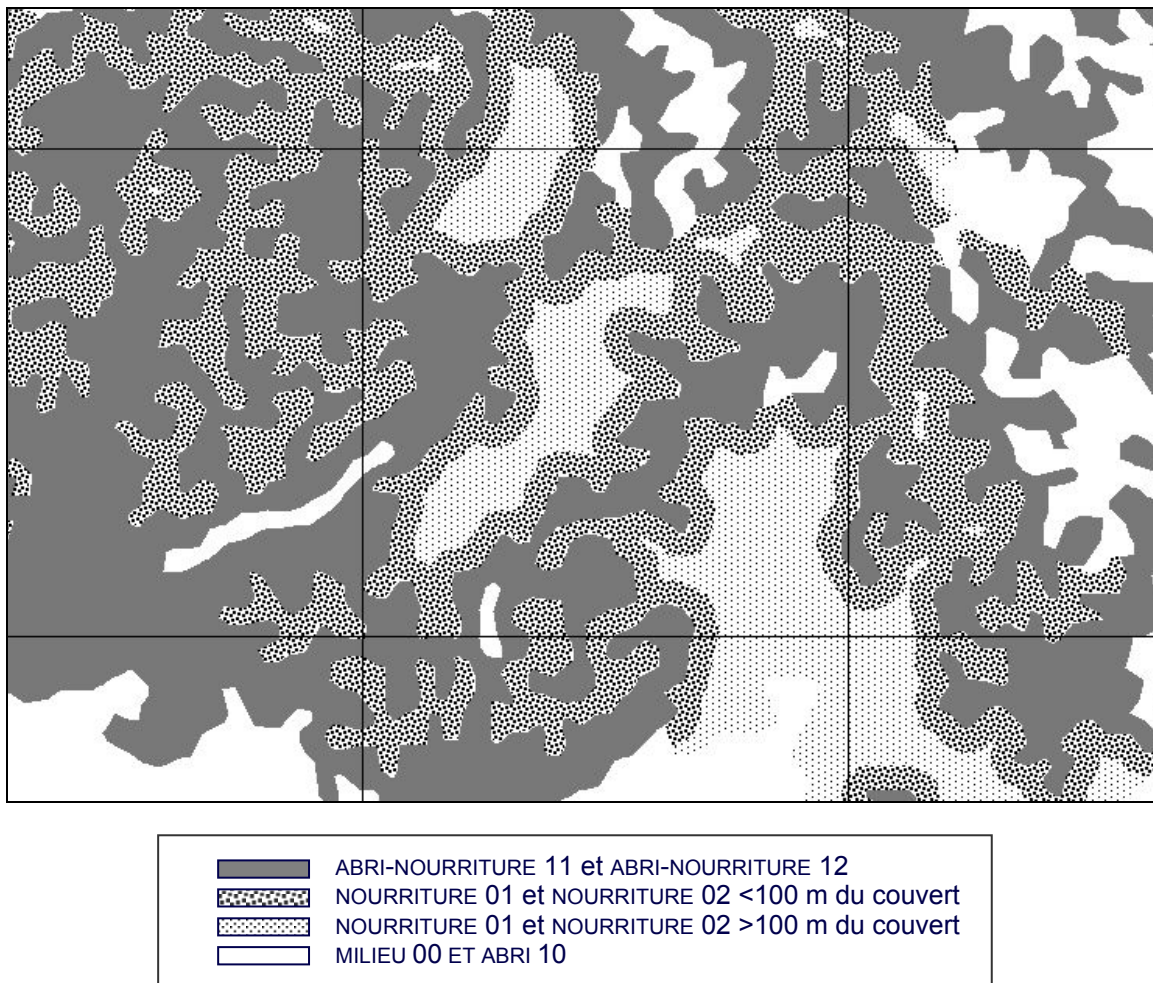 ABRI-NOURRITURE 11 et ABRI-NOURRITURE 12
NOURRITURE 01 et NOURRITURE 02 <100 m du couvert
NOURRITURE 01 et NOURRITURE 02 >100 m du couvert
MILIEU 00 ET ABRI 10